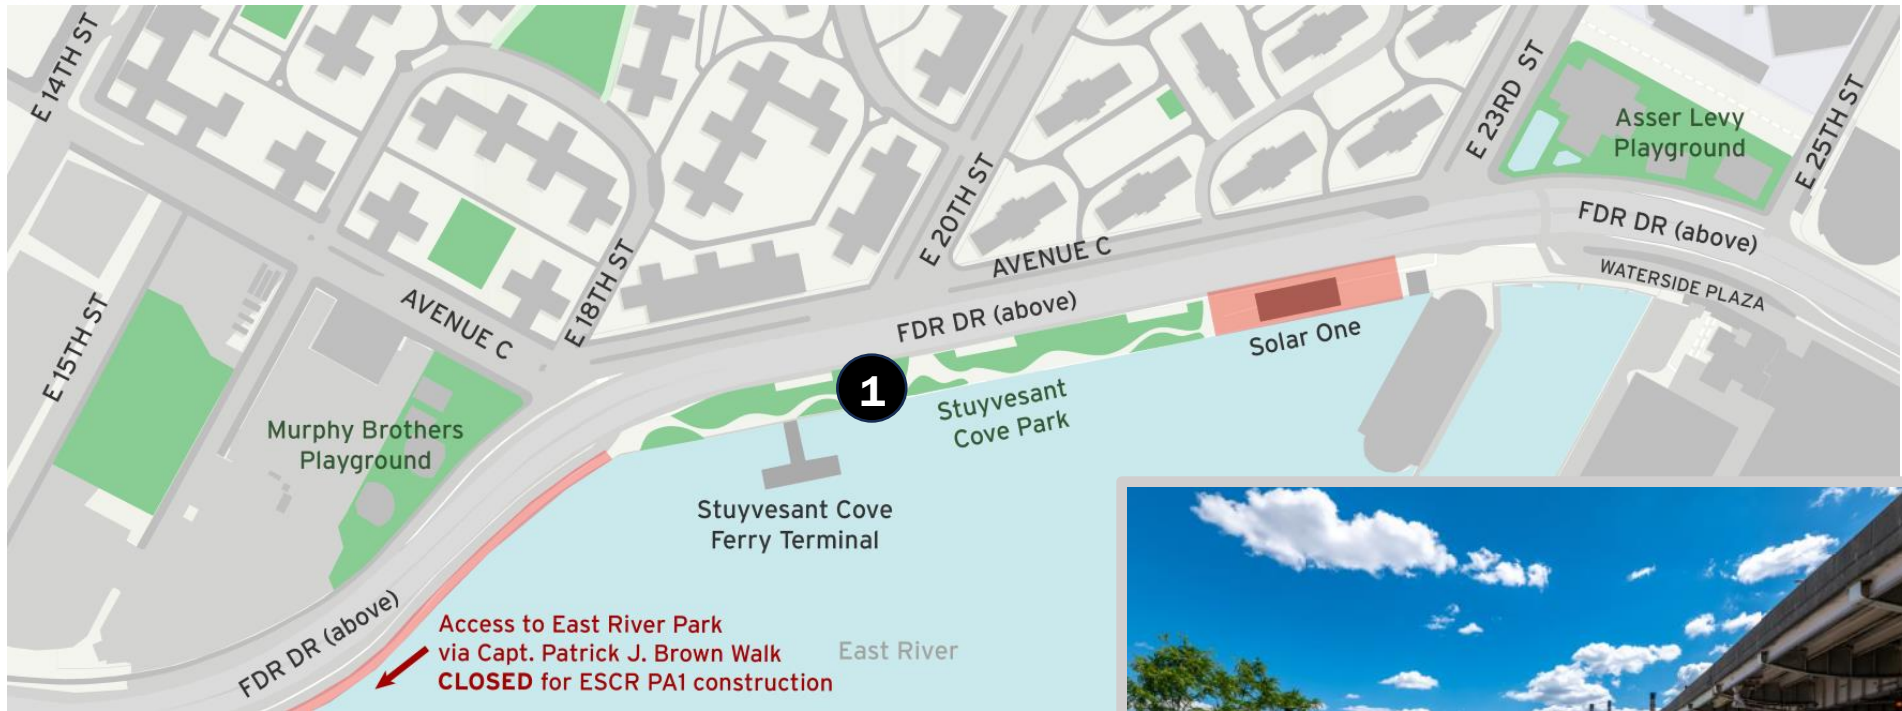 E 14TH ST
E 15TH ST
AVENUE C
E 18TH ST
E 20TH ST
AVENUE C
E 23RD ST
E 25TH ST
Asser Levy
Playground
FDR DR (above)
WATERSIDE PLAZA
FDR DR (above)
Solar One
1
Stuyvesant
Cove Park
Murphy Brothers
Playground
Stuyvesant Cove
Ferry Terminal
FDR DR (above)
Access to East River Park
via Capt. Patrick J. Brown Walk
CLOSED for ESCR PA1 construction
East River